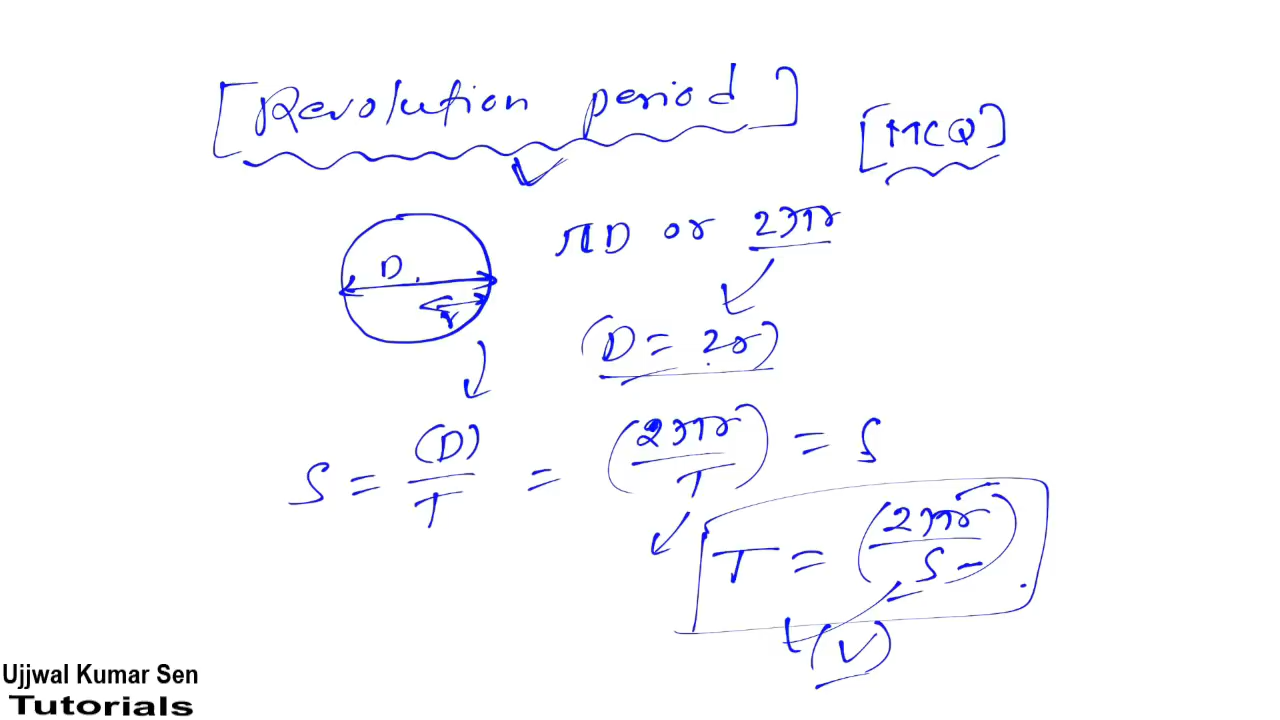 [Revolution period]
[MCQ]
πD or 2πr
D
r
(D = 2r)
S = (D)/T = (2πr/T) = S
T = (2πr/S)
(V)
Ujjwal Kumar Sen
Tutorials